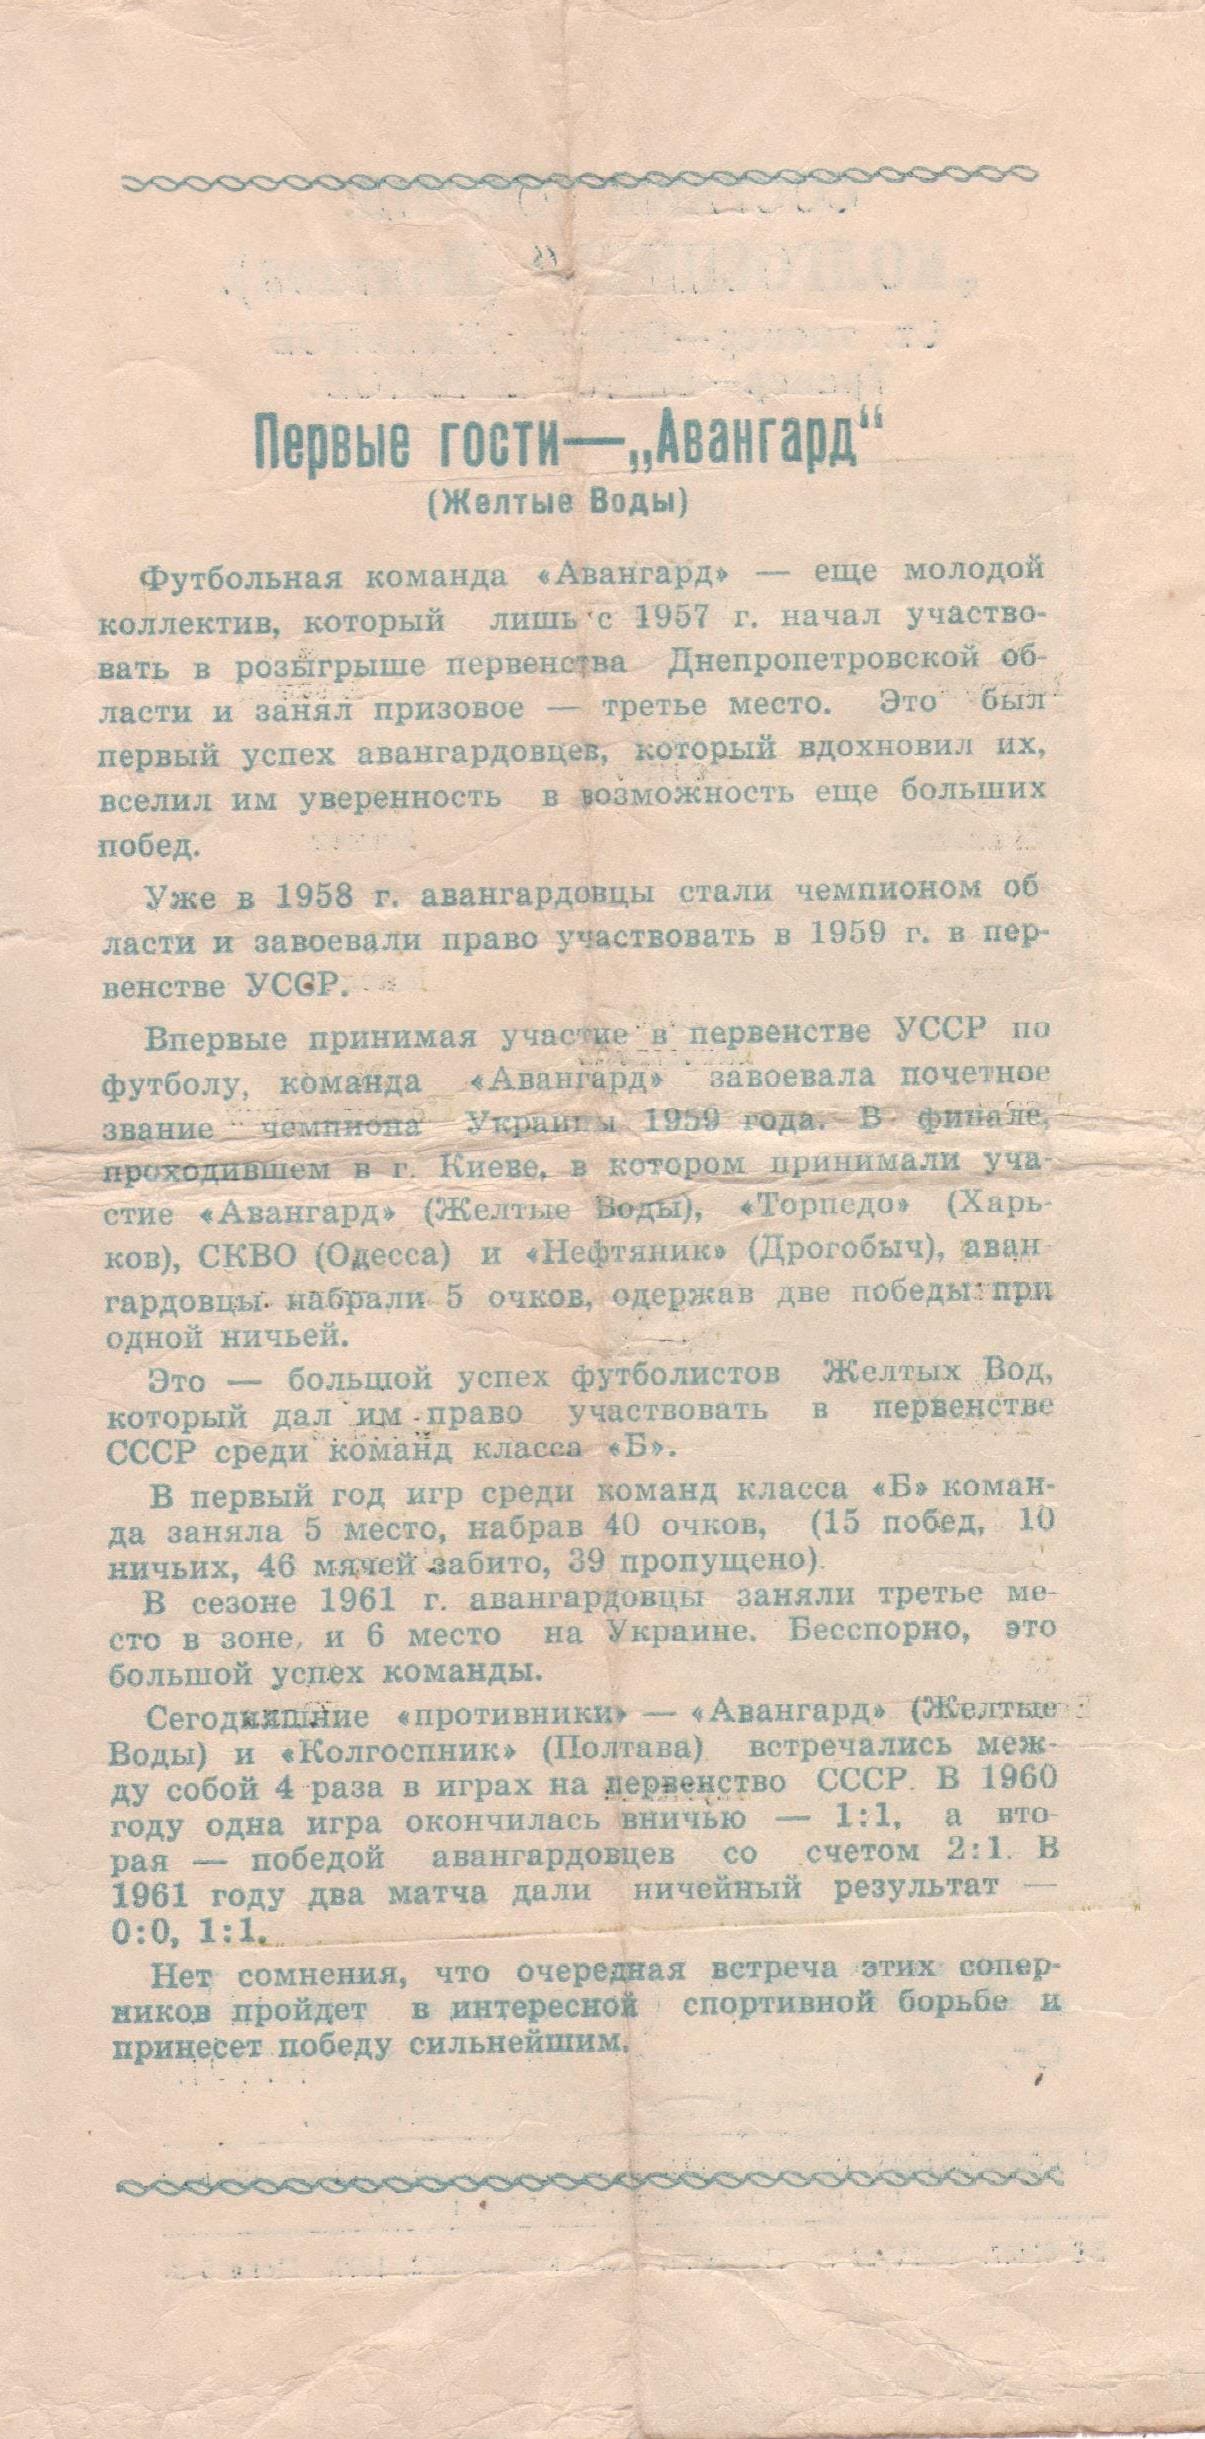 Первые гости—„Авангард“
(Желтые Воды)
Футбольная команда «Авангард» — еще молодой
коллектив, который лишь с 1957 г. начал участво-
вать в розыгрыше первенства Днепропетровской об-
ласти и занял призовое — третье место. Это был
первый успех авангардовцев, который вдохновил их,
вселил им уверенность в возможность еще больших
побед.
Уже в 1958 г. авангардовцы стали чемпионом об
ласти и завоевали право участвовать в 1959 г. в пер-
венстве УССР.
Впервые принимая участие в первенстве УССР по
футболу, команда «Авангард» завоевала почетное
звание чемпиона Украины 1959 года. В финале,
проходившем в г. Киеве, в котором принимали уча-
стие «Авангард» (Желтые Воды), «Торпедо» (Харь-
ков), СКВО (Одесса) и «Нефтяник» (Дрогобыч), аван-
гардовцы набрали 5 очков, одержав две победы при
одной ничьей.
Это — большой успех футболистов Желтых Вод,
который дал им право участвовать в первенстве
СССР среди команд класса «Б».
В первый год игр среди команд класса «Б» коман-
да заняла 5 место, набрав 40 очков, (15 побед, 10
ничьих, 46 мячей забито, 39 пропущено).
В сезоне 1961 г. авангардовцы заняли третье ме-
сто в зоне, и 6 место на Украине. Бесспорно, это
большой успех команды.
Сегодняшние «противники» — «Авангард» (Желтые
Воды) и «Колгоспник» (Полтава) встречались меж-
ду собой 4 раза в играх на первенство СССР. В 1960
году одна игра окончилась вничью — 1:1, а вто-
рая — победой авангардовцев со счетом 2:1. В
1961 году два матча дали ничейный результат —
0:0, 1:1.
Нет сомнения, что очередная встреча этих сопер-
ников пройдет в интересной спортивной борьбе и
принесет победу сильнейшим.